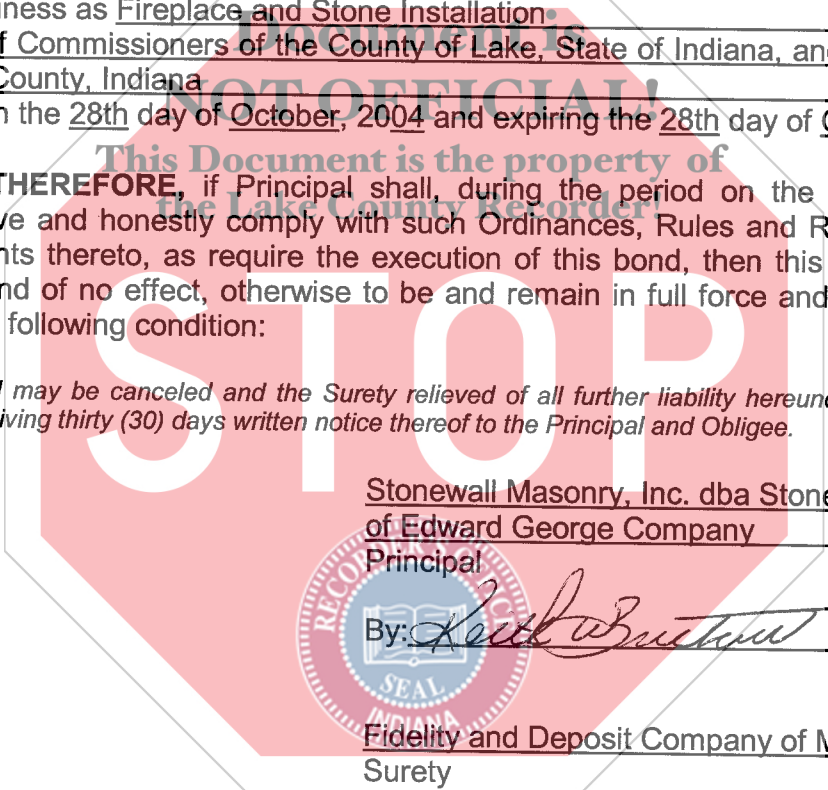 iness as Fireplace and Stone Installation
Document is
f Commissioners of the County of Lake, State of Indiana, and
County, Indiana
NOT OFFICIAL!
n the 28th day of October, 2004 and expiring the 28th day of
This Document is the property of
THEREFORE, if Principal shall, during the period on the
the Lake County Recorder!
ve and honestly comply with such Ordinances, Rules and R
nts thereto, as require the execution of this bond, then this
nd of no effect, otherwise to be and remain in full force and
following condition:
may be canceled and the Surety relieved of all further liability hereund
iving thirty (30) days written notice thereof to the Principal and Obligee.
STOP
Stonewall Masonry, Inc. dba Stone
of Edward George Company
Principal
RECORDER'S OFFICE
By: Keith W
SEAL
INDIANA
Fidelity and Deposit Company of M
Surety